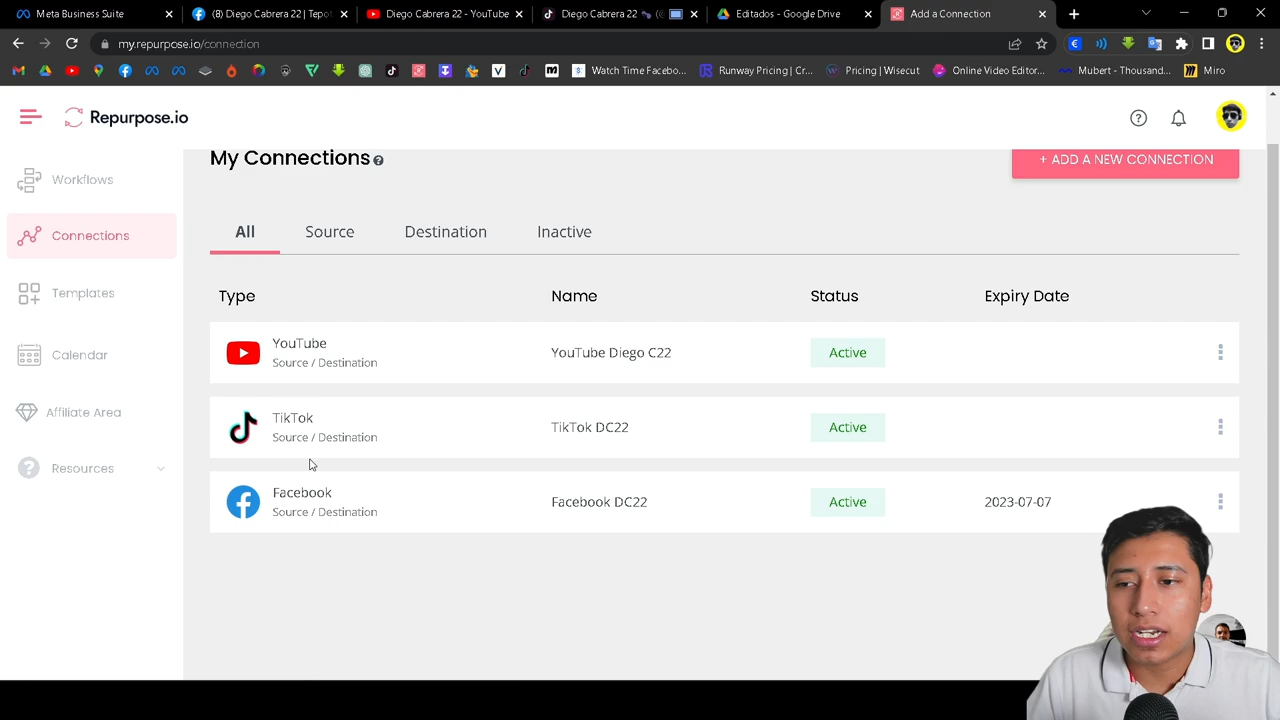 Meta Business Suite
(8) Diego Cabrera 22 | Tepot
Diego Cabrera 22 - YouTube
Diego Cabrera 22
Editados - Google Drive
Add a Connection
my.repurpose.io/connection
Watch Time Facebo...
Runway Pricing | Cr...
Pricing | Wisecut
Online Video Editor...
Mubert - Thousand...
Miro
Repurpose.io
Workflows
Connections
Templates
Calendar
Affiliate Area
Resources
My Connections
+ ADD A NEW CONNECTION
All
Source
Destination
Inactive
Type
Name
Status
Expiry Date
YouTube
Source / Destination
YouTube Diego C22
Active
TikTok
Source / Destination
TikTok DC22
Active
Facebook
Source / Destination
Facebook DC22
Active
2023-07-07